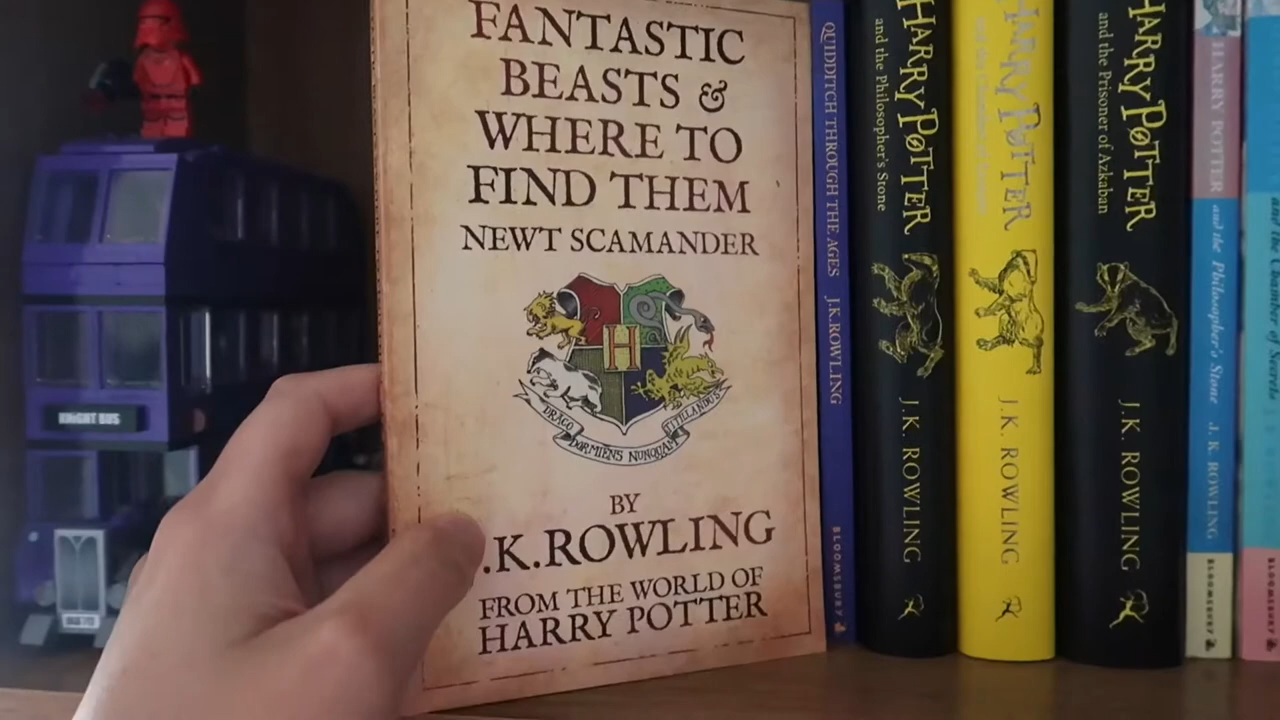 FANTASTIC
BEASTS &
WHERE TO
FIND THEM
NEWT SCAMANDER
H
DRACO DORMIENS NUNQUAM TITILLANDUS
BY
.K.ROWLING
FROM THE WORLD OF
HARRY POTTER
KNIGHT BUS
QUIDDITCH THROUGH THE AGES J.K.ROWLING BLOOMSBURY
HARRY POTTER
and the Philosopher's Stone
J.K. ROWLING
HARRY POTTER
J.K. ROWLING
HARRY POTTER
and the Prisoner of Azkaban
J.K. ROWLING
HARRY POTTER and the Philosopher's Stone J. K. ROWLING BLOOMSBURY
and the Chamber of Secrets BLOOMSBURY